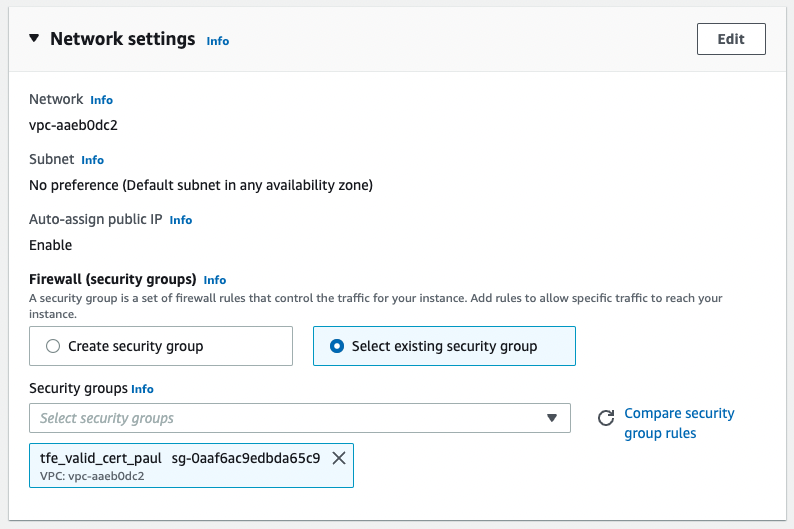 Network settings Info
Edit
Network Info
vpc-aaeb0dc2
Subnet Info
No preference (Default subnet in any availability zone)
Auto-assign public IP Info
Enable
Firewall (security groups) Info
A security group is a set of firewall rules that control the traffic for your instance. Add rules to allow specific traffic to reach your
instance.
Create security group
Select existing security group
Security groups Info
Select security groups
Compare security
group rules
tfe_valid_cert_paul sg-0aaf6ac9edbda65c9
VPC: vpc-aaeb0dc2